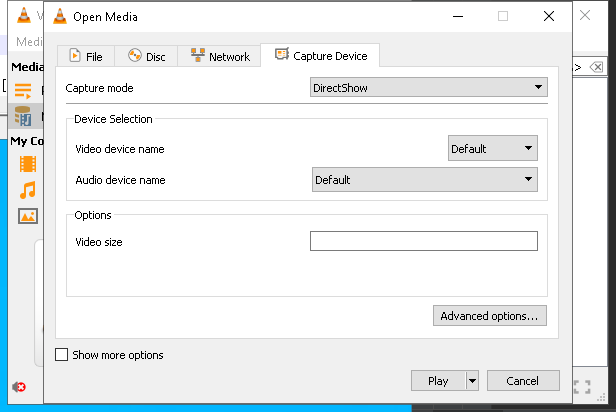 Open Media
Medi
File
Disc
Network
Capture Device
Media
Capture mode
DirectShow
Device Selection
Video device name
Default
My Co
Audio device name
Default
Options
Video size
Advanced options...
Show more options
Play
Cancel